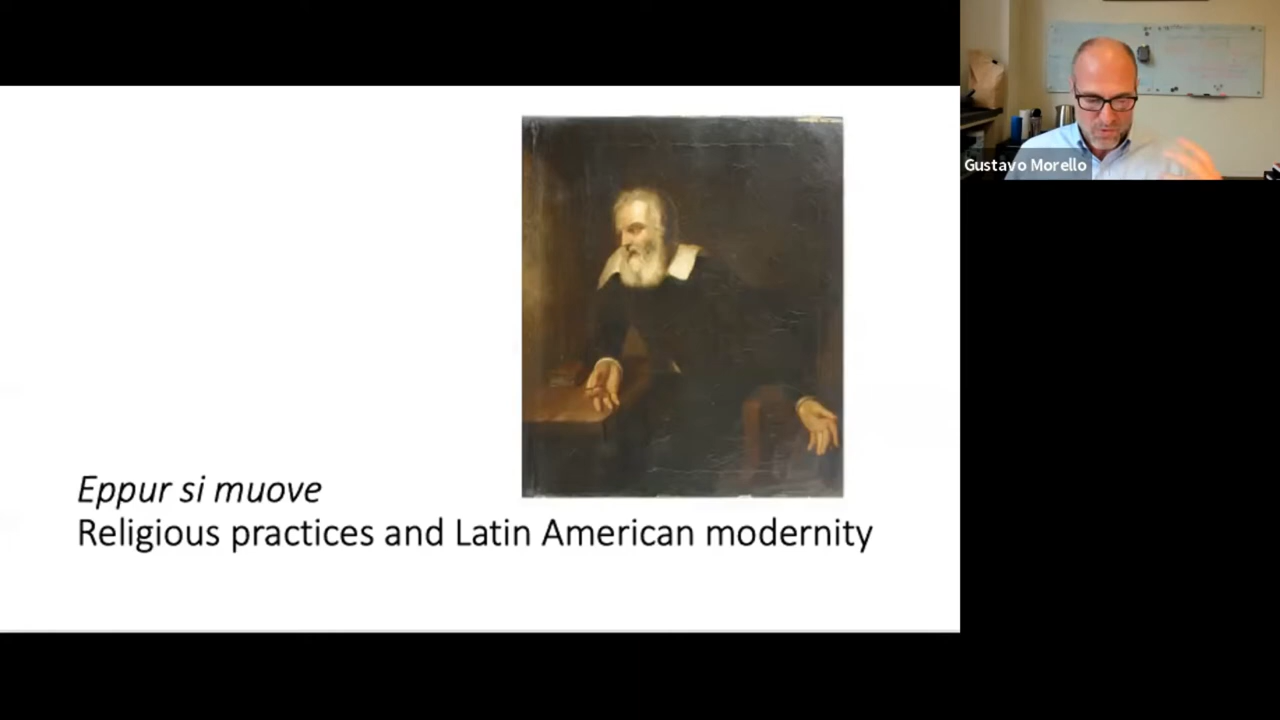 Gustavo Morello
Eppur si muove
Religious practices and Latin American modernity